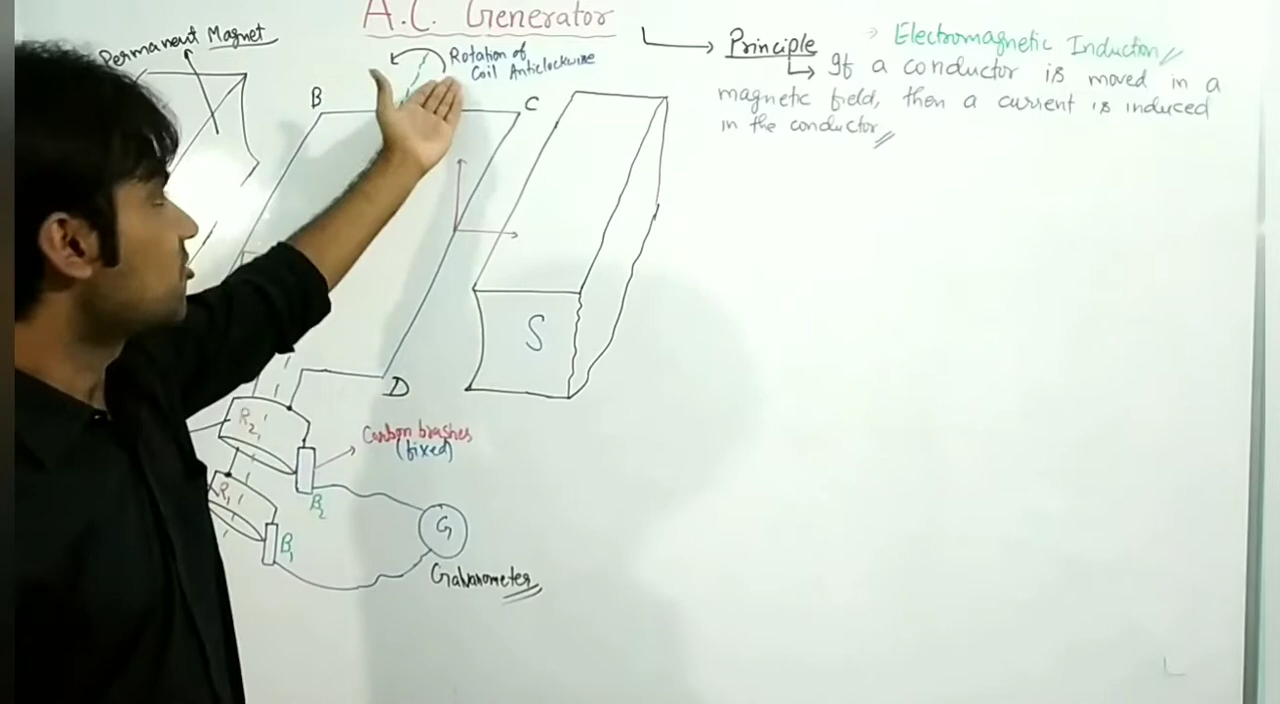 A.C. Generator
Permanent Magnet
Rotation of
Coil Anticlockwise
B
C
D
S
R2
R1
Carbon brushes
(fixed)
B2
B1
G
Galvanometer
Principle
Electromagnetic Induction
If a conductor is moved in a
magnetic field, then a current is induced
in the conductor